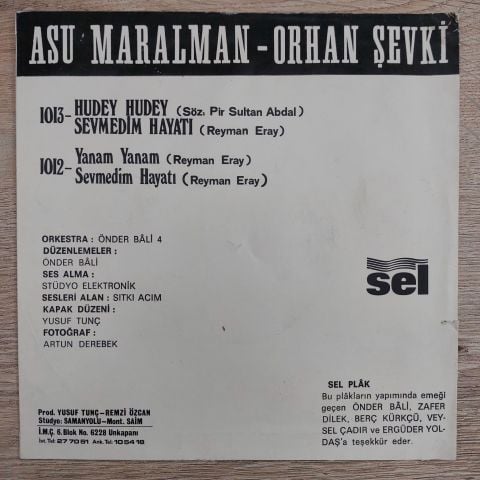 ASU MARALMAN - ORHAN ŞEVKİ
1013- HUDEY HUDEY (Söz. Pir Sultan Abdal)
SEVMEDİM HAYATI (Reyman Eray)
1012- Yanam Yanam (Reyman Eray)
Sevmedim Hayatı (Reyman Eray)
ORKESTRA : ÖNDER BÂLİ 4
DÜZENLEMELER :
ÖNDER BÂLİ
SES ALMA :
STÜDYO ELEKTRONİK
SESLERİ ALAN : SITKI ACIM
KAPAK DÜZENİ :
YUSUF TUNÇ
FOTOĞRAF :
ARTUN DEREBEK
sel
SEL PLÂK
Bu plâkların yapımında emeği
geçen ÖNDER BÂLİ, ZAFER
DİLEK, BERÇ KÜRKÇÜ, VEY-
SEL ÇADIR ve ERGÜDER YOL-
DAŞ'a teşekkür eder.
Prod. YUSUF TUNÇ-REMZİ ÖZCAN
Studyo: SAMANYOLU-Mont. SAİM
İ.M.Ç. 6. Blok No. 6228 Unkapanı
İst. Tel: 27 70 81 Ank. Tel: 10 54 18